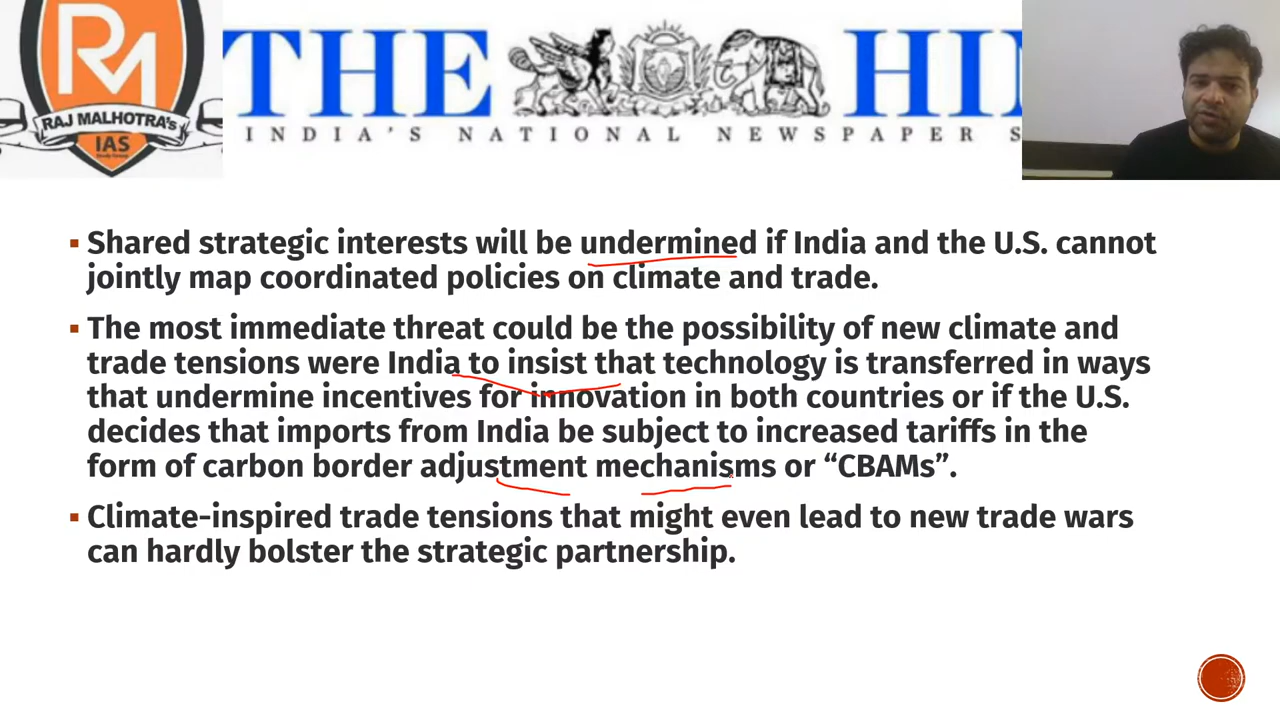 RM
RAJ MALHOTRA'S
IAS
Study Group
THE HI
INDIA'S NATIONAL NEWSPAPER S
▪ Shared strategic interests will be undermined if India and the U.S. cannot
jointly map coordinated policies on climate and trade.
▪ The most immediate threat could be the possibility of new climate and
trade tensions were India to insist that technology is transferred in ways
that undermine incentives for innovation in both countries or if the U.S.
decides that imports from India be subject to increased tariffs in the
form of carbon border adjustment mechanisms or “CBAMs”.
▪ Climate-inspired trade tensions that might even lead to new trade wars
can hardly bolster the strategic partnership.